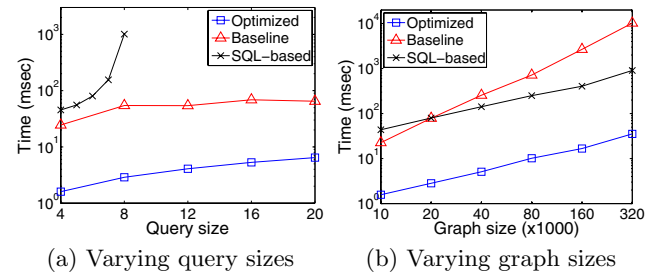 Optimized
Baseline
SQL-based
10^3
10^2
10^1
10^0
Time (msec)
4 8 12 16 20
Query size
(a) Varying query sizes
Optimized
Baseline
SQL-based
10^4
10^3
10^2
10^1
10^0
Time (msec)
10 20 40 80 160 320
Graph size (x1000)
(b) Varying graph sizes